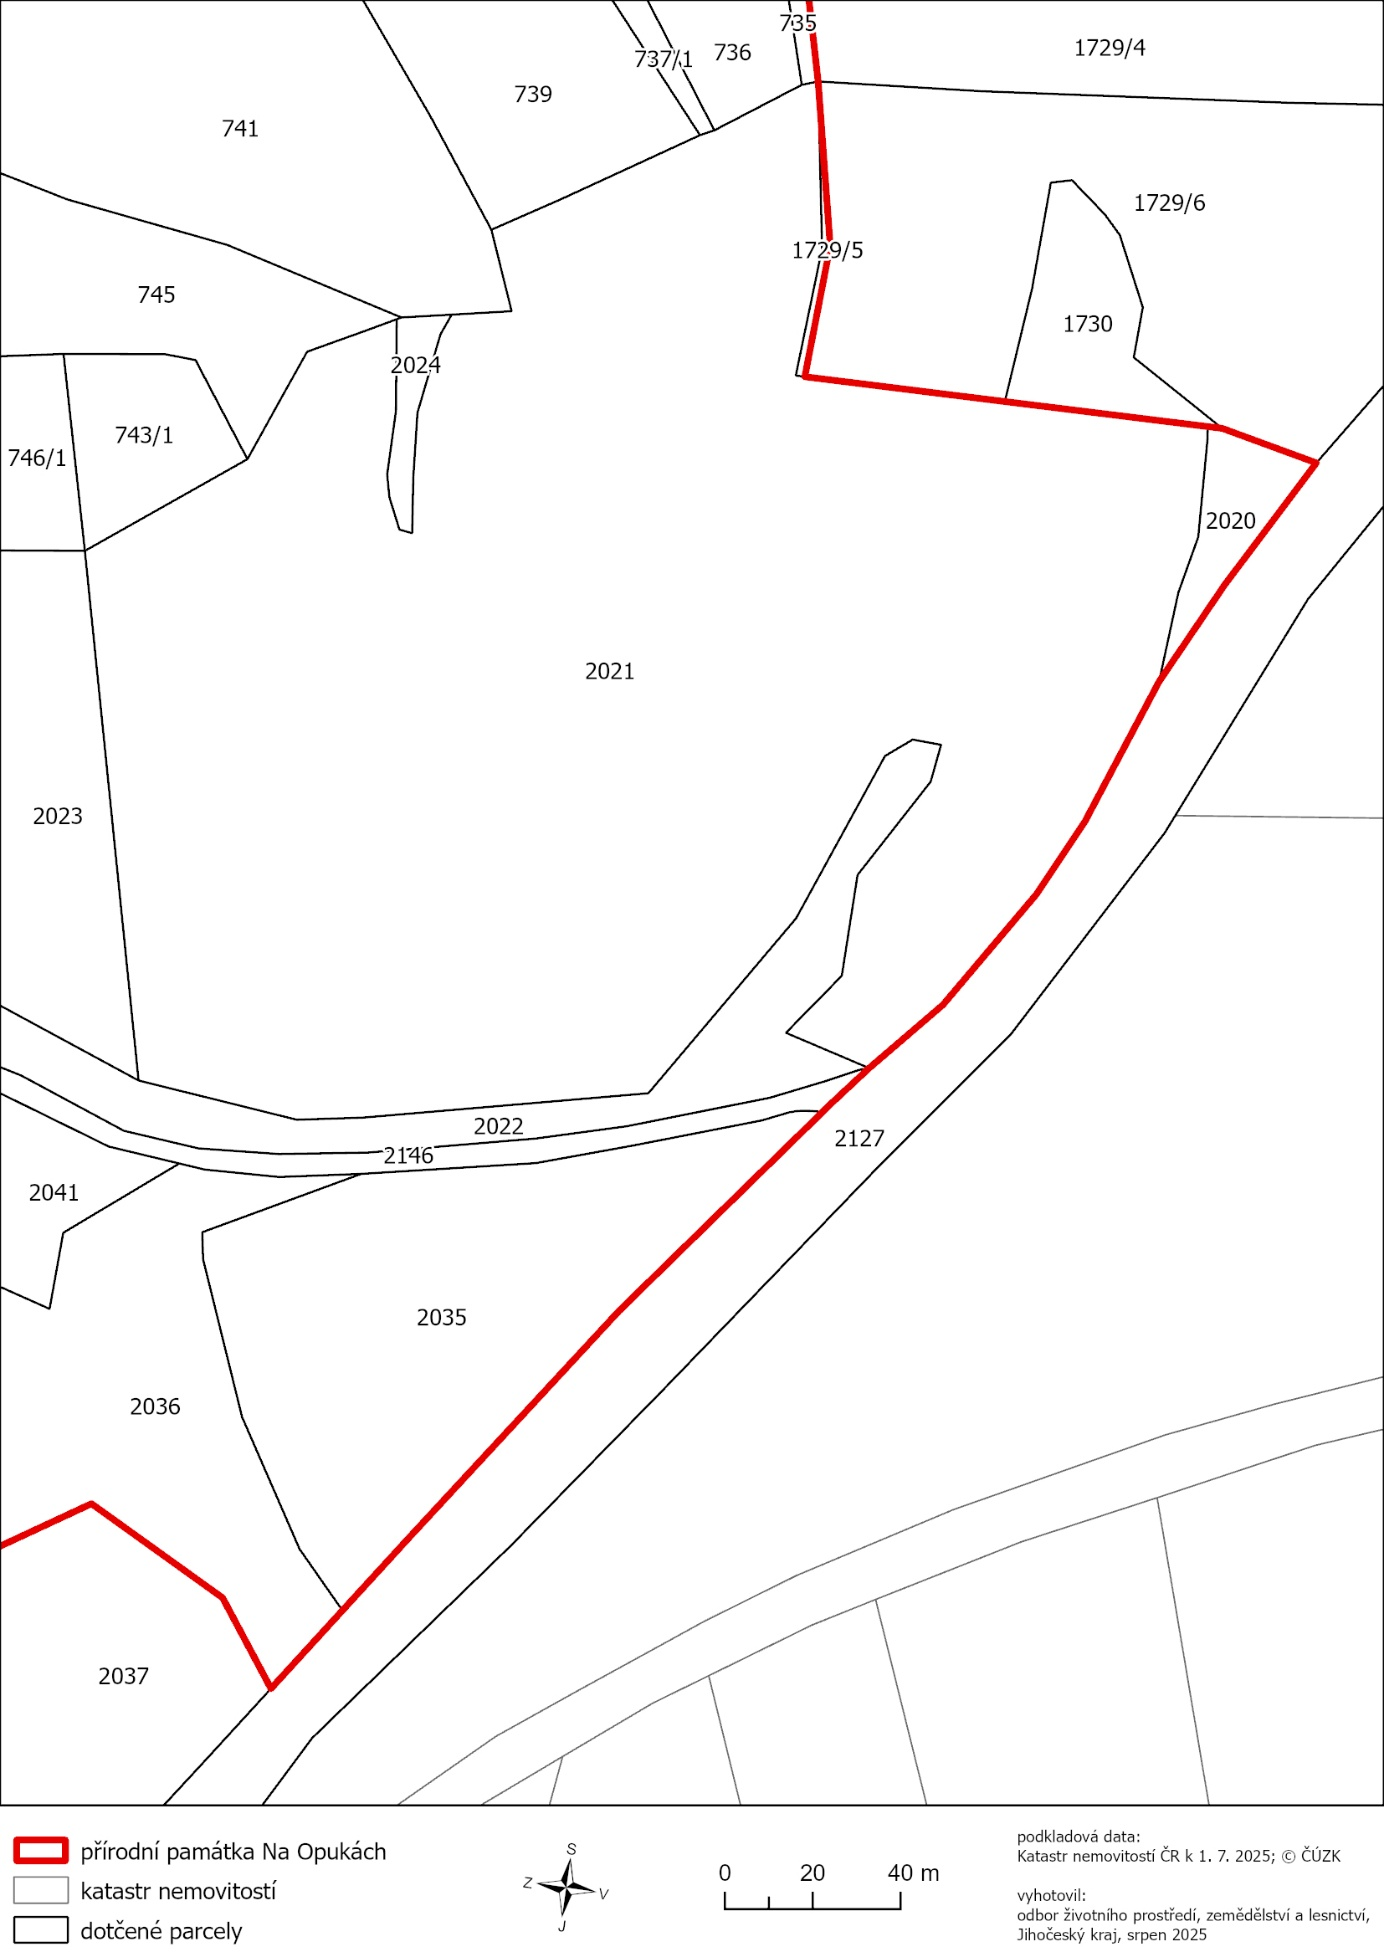 735
1729/4
737/1
736
739
741
1729/6
1729/5
745
1730
2024
743/1
746/1
2020
2021
2023
2022
2127
2146
2041
2035
2036
2037
přírodní památka Na Opukách
katastr nemovitostí
dotčené parcely
S
Z
V
J
0 20 40 m
podkladová data:
Katastr nemovitostí ČR k 1. 7. 2025; © ČÚZK
vyhotovil:
odbor životního prostředí, zemědělství a lesnictví,
Jihočeský kraj, srpen 2025